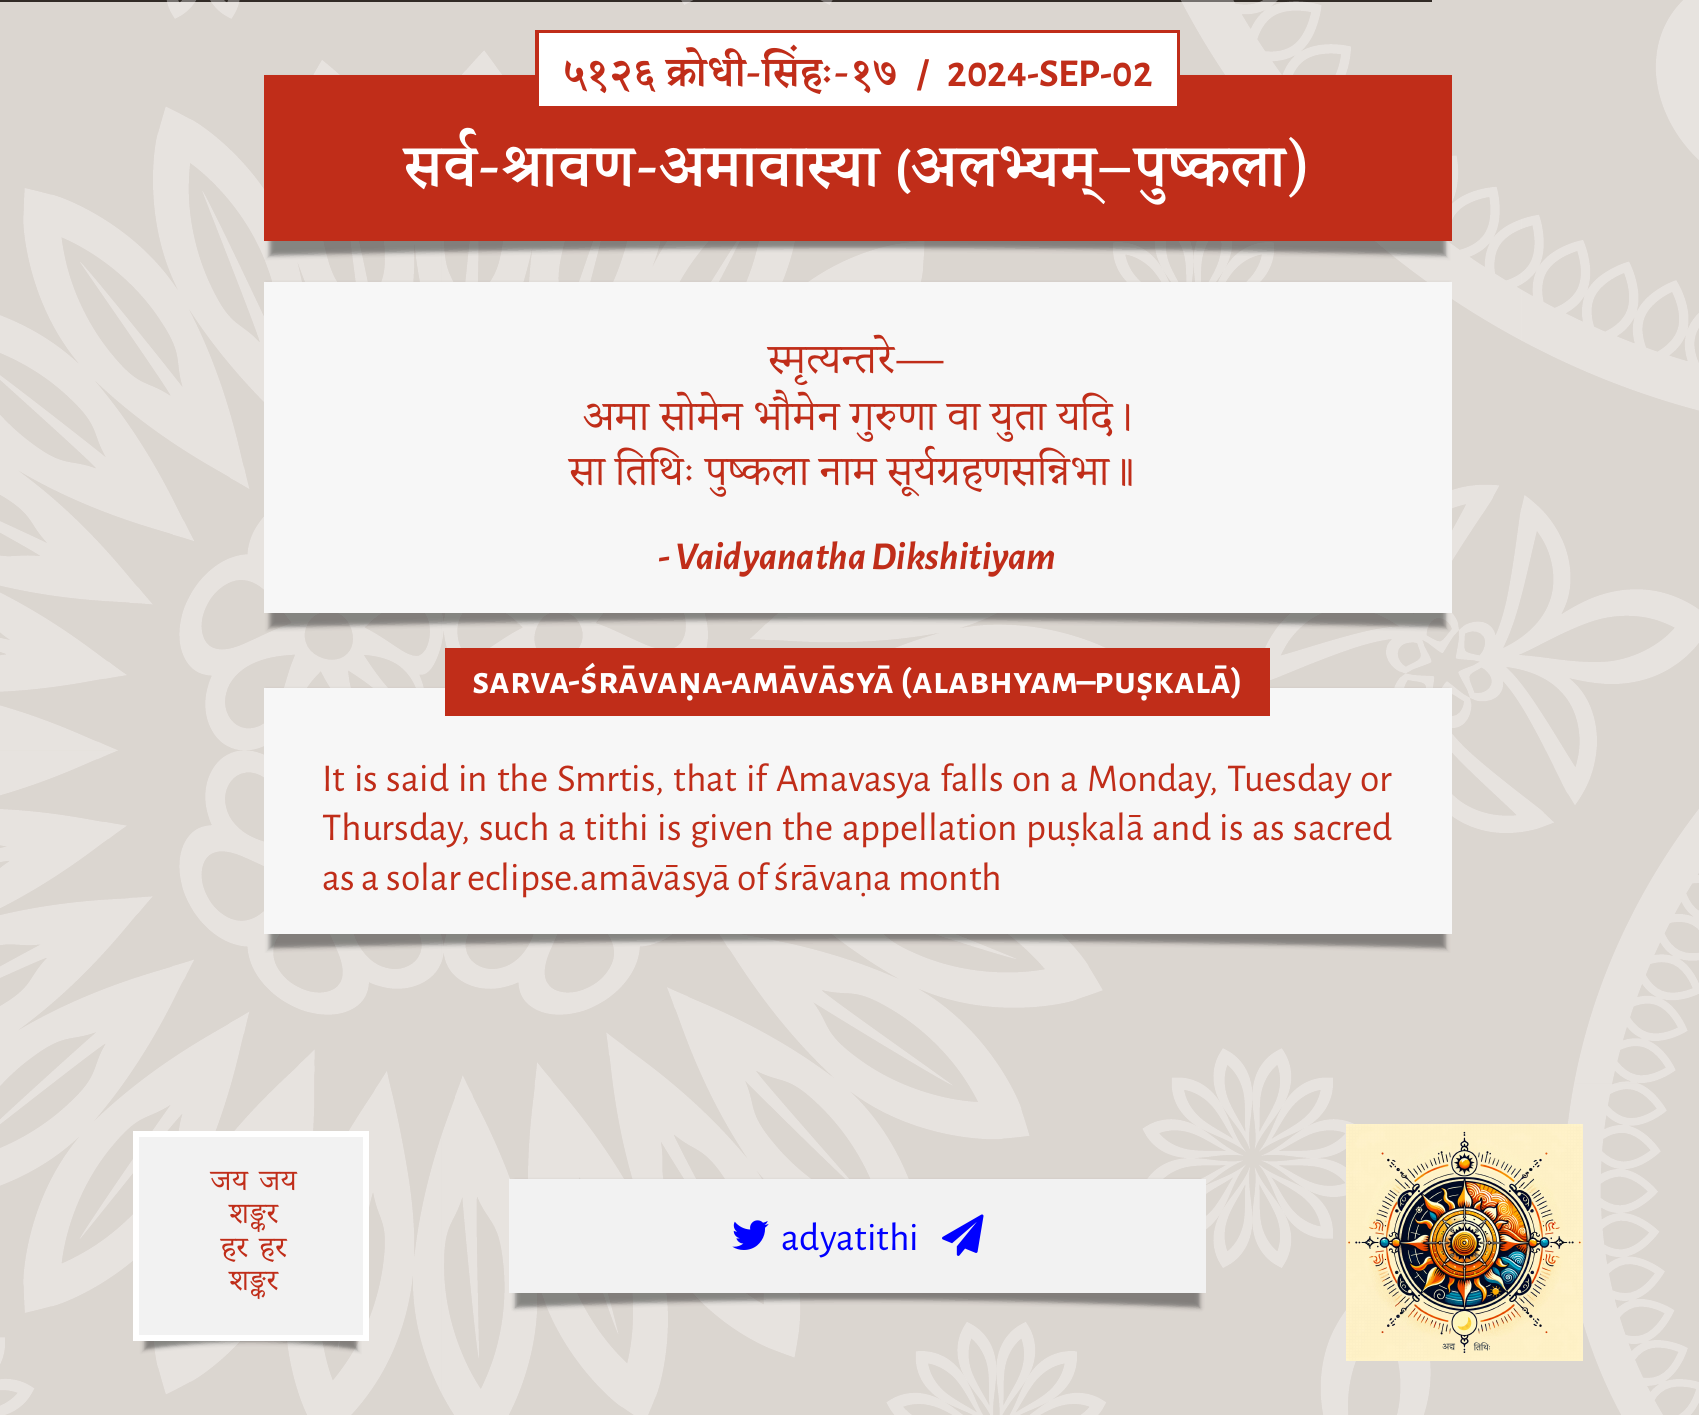 ५१२६ क्रोधी-सिंहः-१७ / 2024-SEP-02
सर्व-श्रावण-अमावास्या (अलभ्यम्–पुष्कला)
स्मृत्यन्तरे—
अमा सोमेन भौमेन गुरुणा वा युता यदि।
सा तिथिः पुष्कला नाम सूर्यग्रहणसन्निभा॥
- Vaidyanatha Dikshitiyam
SARVA-ŚRĀVAṆA-AMĀVĀSYĀ (ALABHYAM–PUṢKALĀ)
It is said in the Smrtis, that if Amavasya falls on a Monday, Tuesday or
Thursday, such a tithi is given the appellation puṣkalā and is as sacred
as a solar eclipse.amāvāsyā of śrāvaṇa month
जय जय
शङ्कर
हर हर
शङ्कर
adyatithi
अद्य तिथिः